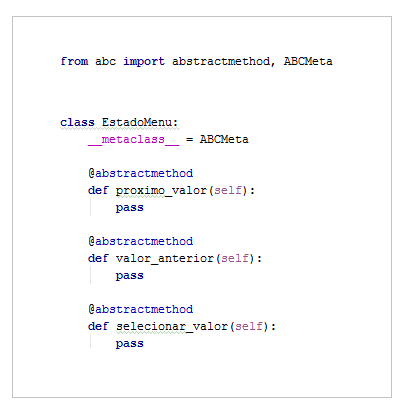 from abc import abstractmethod, ABCMeta
class EstadoMenu:
    __metaclass__ = ABCMeta
    @abstractmethod
    def proximo_valor(self):
        pass
    @abstractmethod
    def valor_anterior(self):
        pass
    @abstractmethod
    def selecionar_valor(self):
        pass